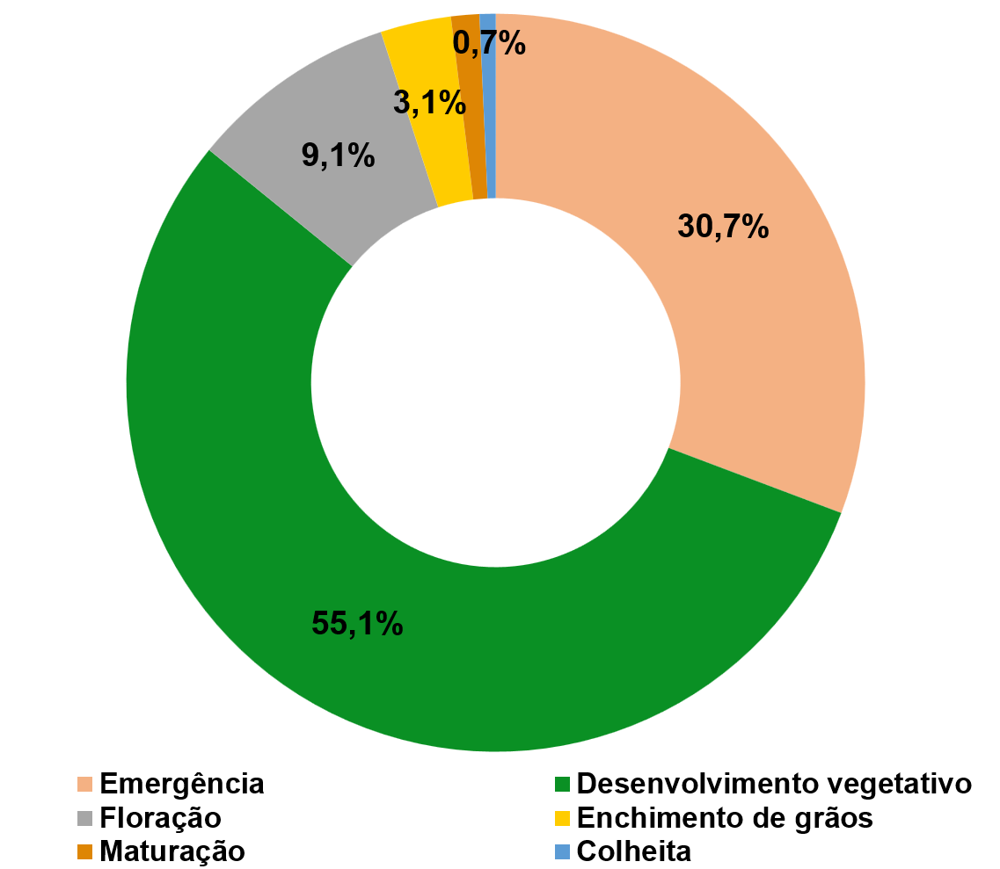 0,7%
3,1%
9,1%
30,7%
55,1%
Emergência
Desenvolvimento vegetativo
Floração
Enchimento de grãos
Maturação
Colheita